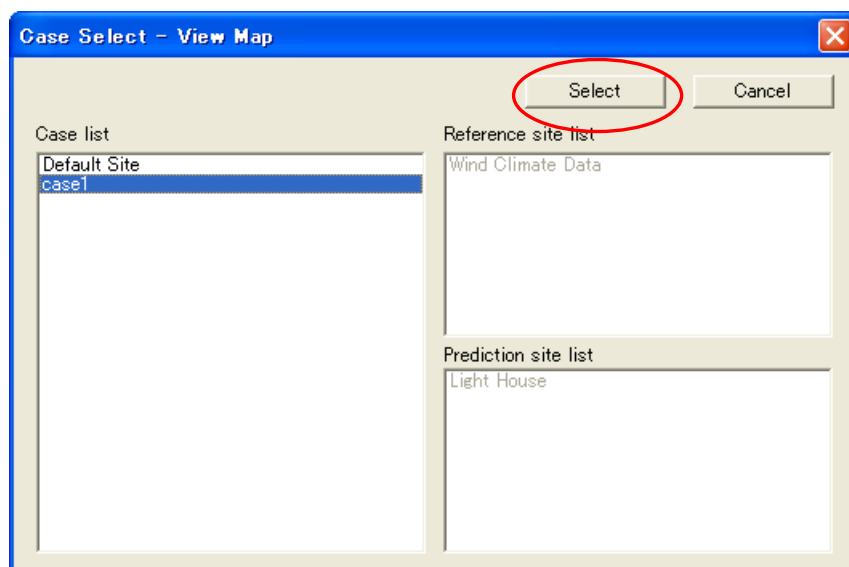 Case Select - View Map
Select Cancel
Case list
Default Site
case1
Reference site list
Wind Climate Data
Prediction site list
Light House